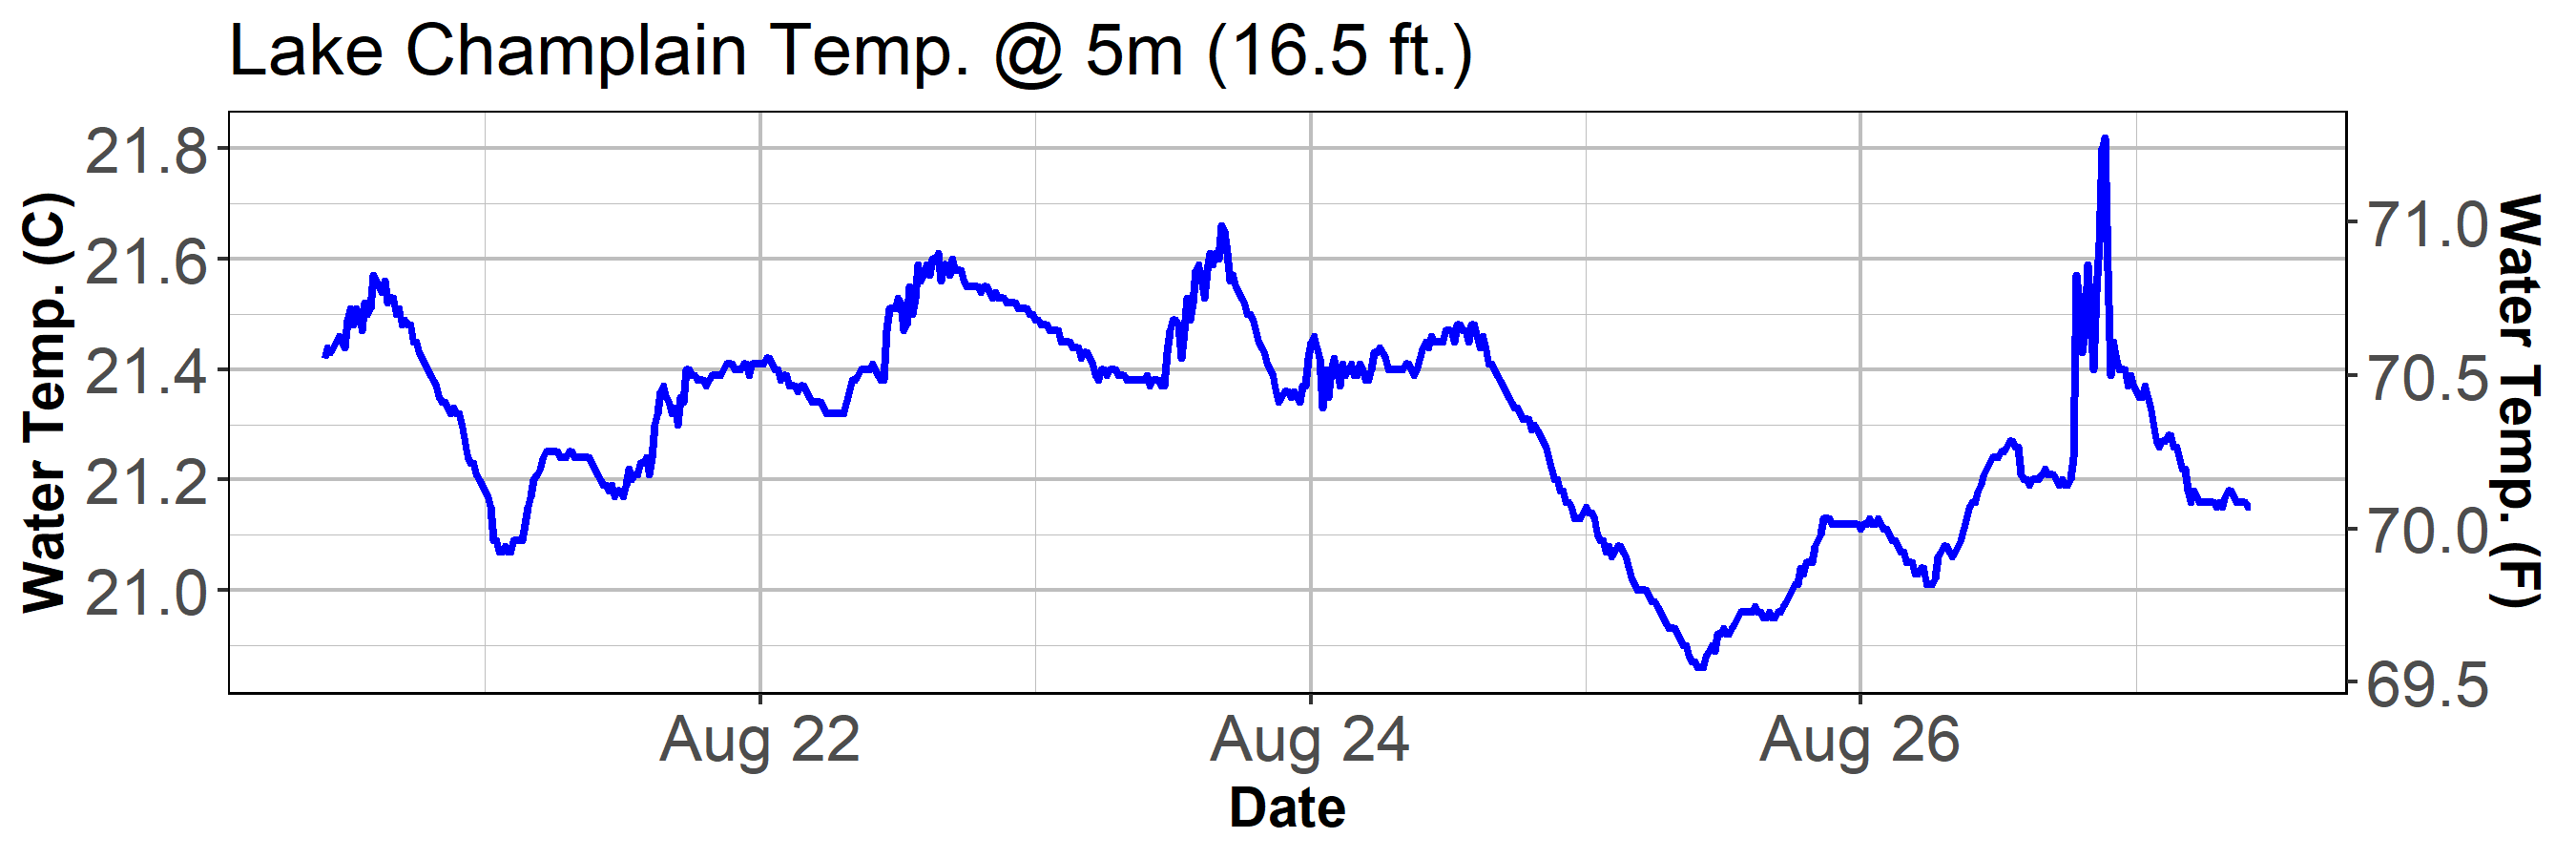 Lake Champlain Temp. @ 5m (16.5 ft.)
Water Temp. (C)
21.8
21.6
21.4
21.2
21.0
71.0
70.5
70.0
69.5
Water Temp. (F)
Aug 22
Aug 24
Aug 26
Date